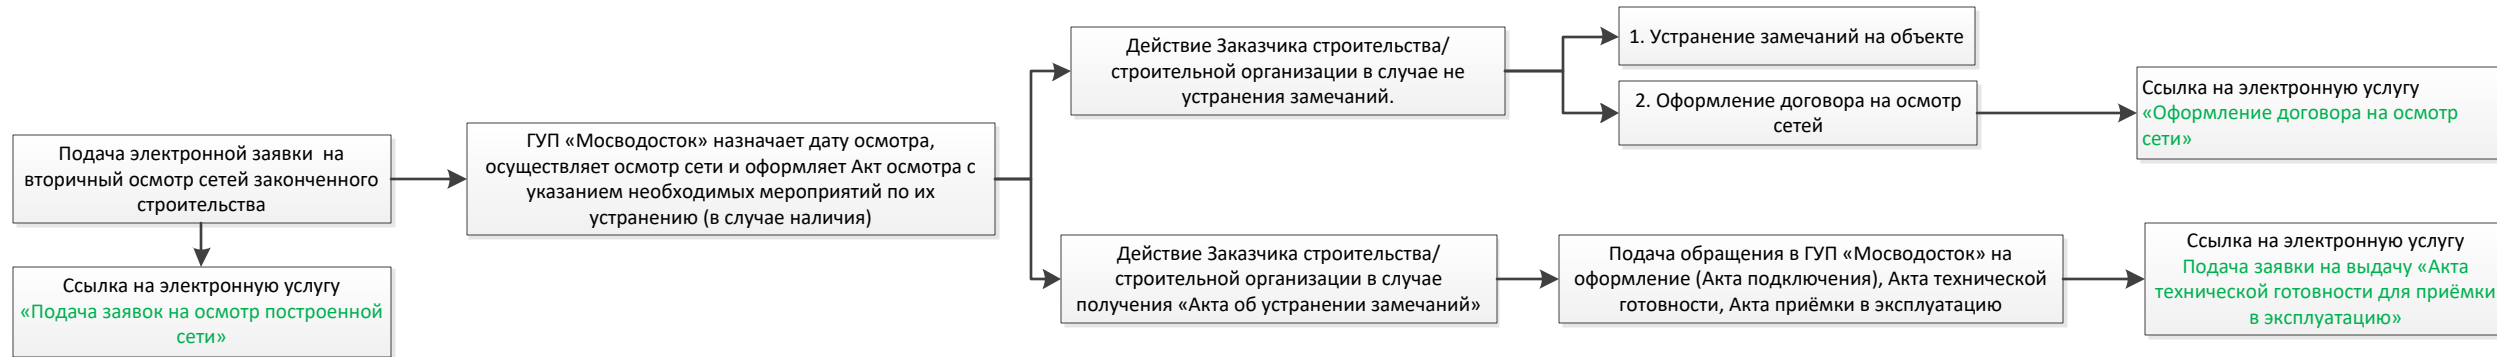 Подача электронной заявки  на
вторичный осмотр сетей законченного
строительства
Ссылка на электронную услугу
«Подача заявок на осмотр построенной
сети»
ГУП «Мосводосток» назначает дату осмотра,
осуществляет осмотр сети и оформляет Акт осмотра с
указанием необходимых мероприятий по их
устранению (в случае наличия)
Действие Заказчика строительства/
строительной организации в случае не
устранения замечаний.
1. Устранение замечаний на объекте
2. Оформление договора на осмотр
сетей
Ссылка на электронную услугу
«Оформление договора на осмотр
сети»
Действие Заказчика строительства/
строительной организации в случае
получения «Акта об устранении замечаний»
Подача обращения в ГУП «Мосводосток» на
оформление (Акта подключения), Акта технической
готовности, Акта приёмки в эксплуатацию
Ссылка на электронную услугу
Подача заявки на выдачу «Акта
технической готовности для приёмки
в эксплуатацию»